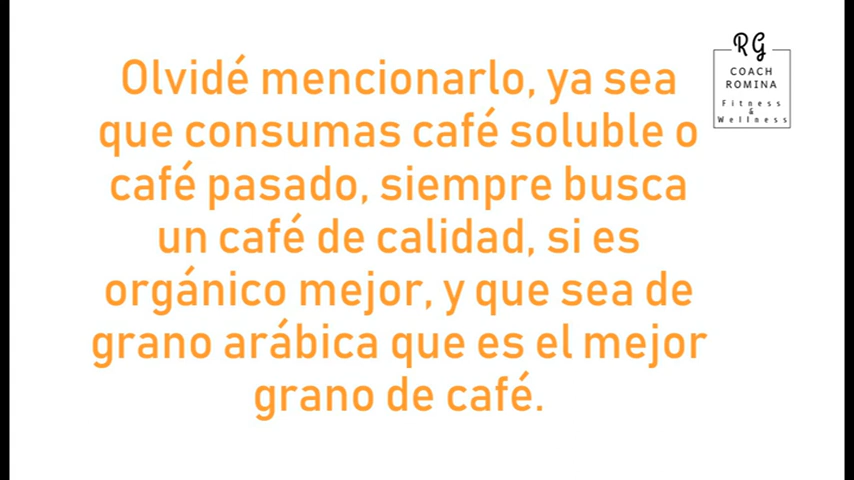 Olvidé mencionarlo, ya sea
que consumas café soluble o
café pasado, siempre busca
un café de calidad, si es
orgánico mejor, y que sea de
grano arábica que es el mejor
grano de café.
RG
COACH
ROMINA
Fitness
&
Wellness